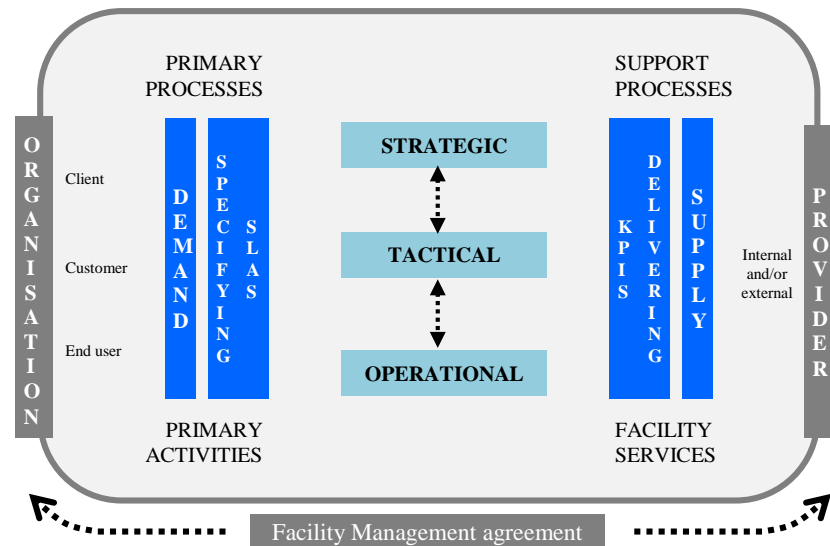 PRIMARY
PROCESSES
SUPPORT
PROCESSES
ORGANISATION
Client
Customer
End user
DEMAND
SPECIFYING
SLAS
STRATEGIC
TACTICAL
OPERATIONAL
KPIS
DELIVERING
SUPPLY
Internal
and/or
external
PROVIDER
PRIMARY
ACTIVITIES
FACILITY
SERVICES
Facility Management agreement